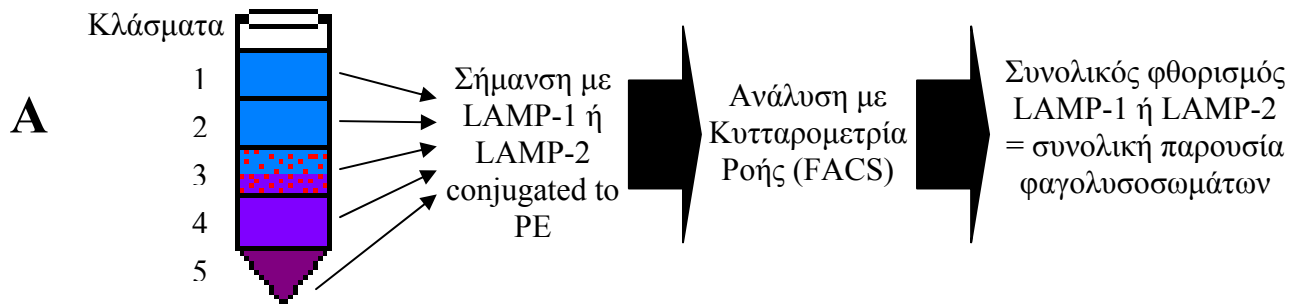 Κλάσματα
Α
1
2
3
4
5
Σήμανση με
LAMP-1 ή
LAMP-2
conjugated to
PE
Ανάλυση με
Κυτταρομετρία
Ροής (FACS)
Συνολικός φθορισμός
LAMP-1 ή LAMP-2
= συνολική παρουσία
φαγολυσοσωμάτων